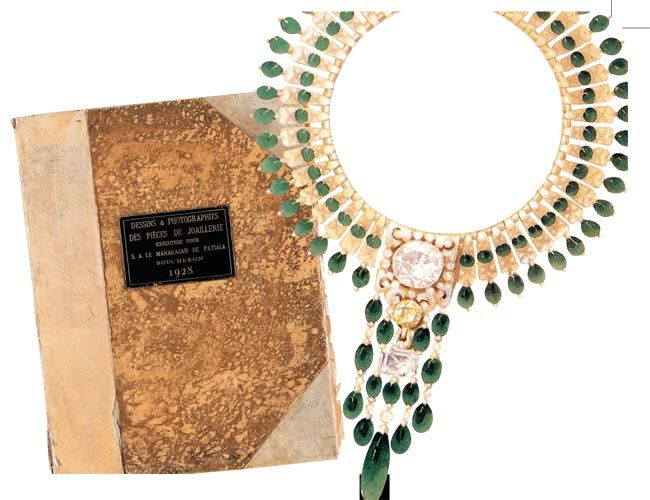 DESSINS & PHOTOGRAPHIES
DES PIÈCES DE JOAILLERIE
EXÉCUTÉES POUR
S. A. LE MAHARAJAH DE PATIALA
BOUCHERON
1928